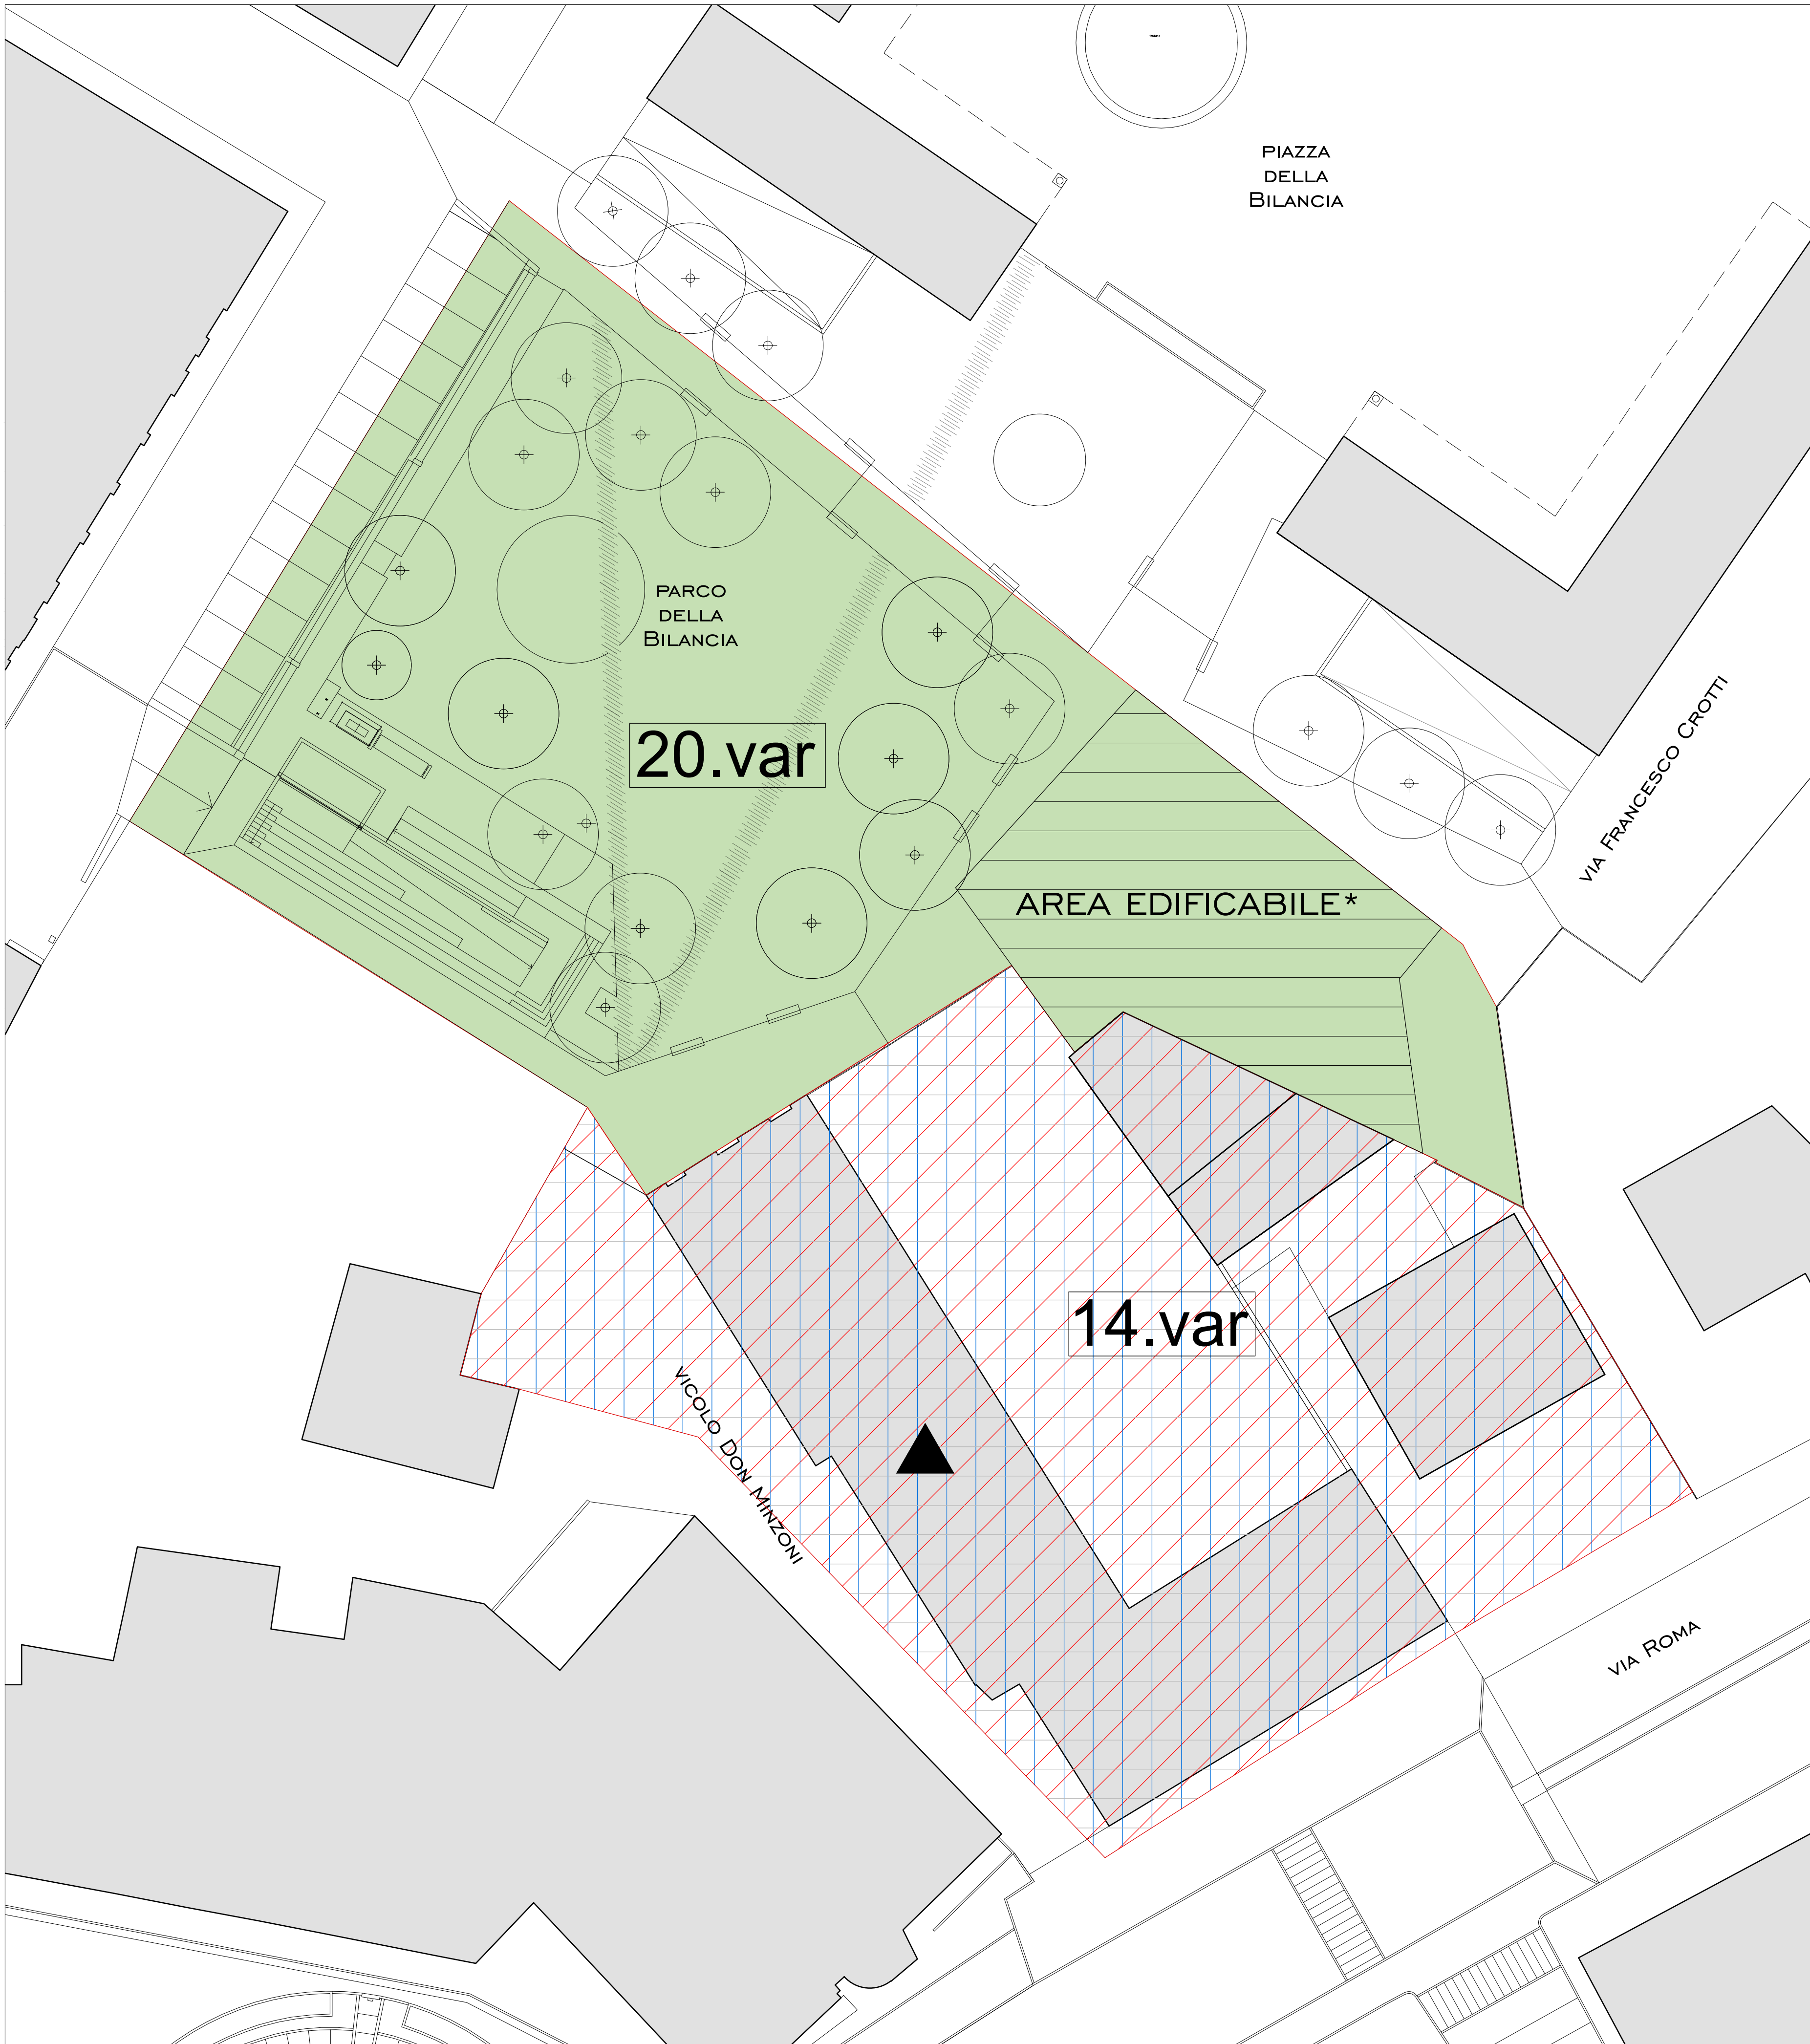 fontana
PIAZZA
DELLA
BILANCIA
PARCO
DELLA
BILANCIA
20.var
VIA FRANCESCO CROTTI
AREA EDIFICABILE*
14.var
VICOLO DON MINZONI
VIA ROMA